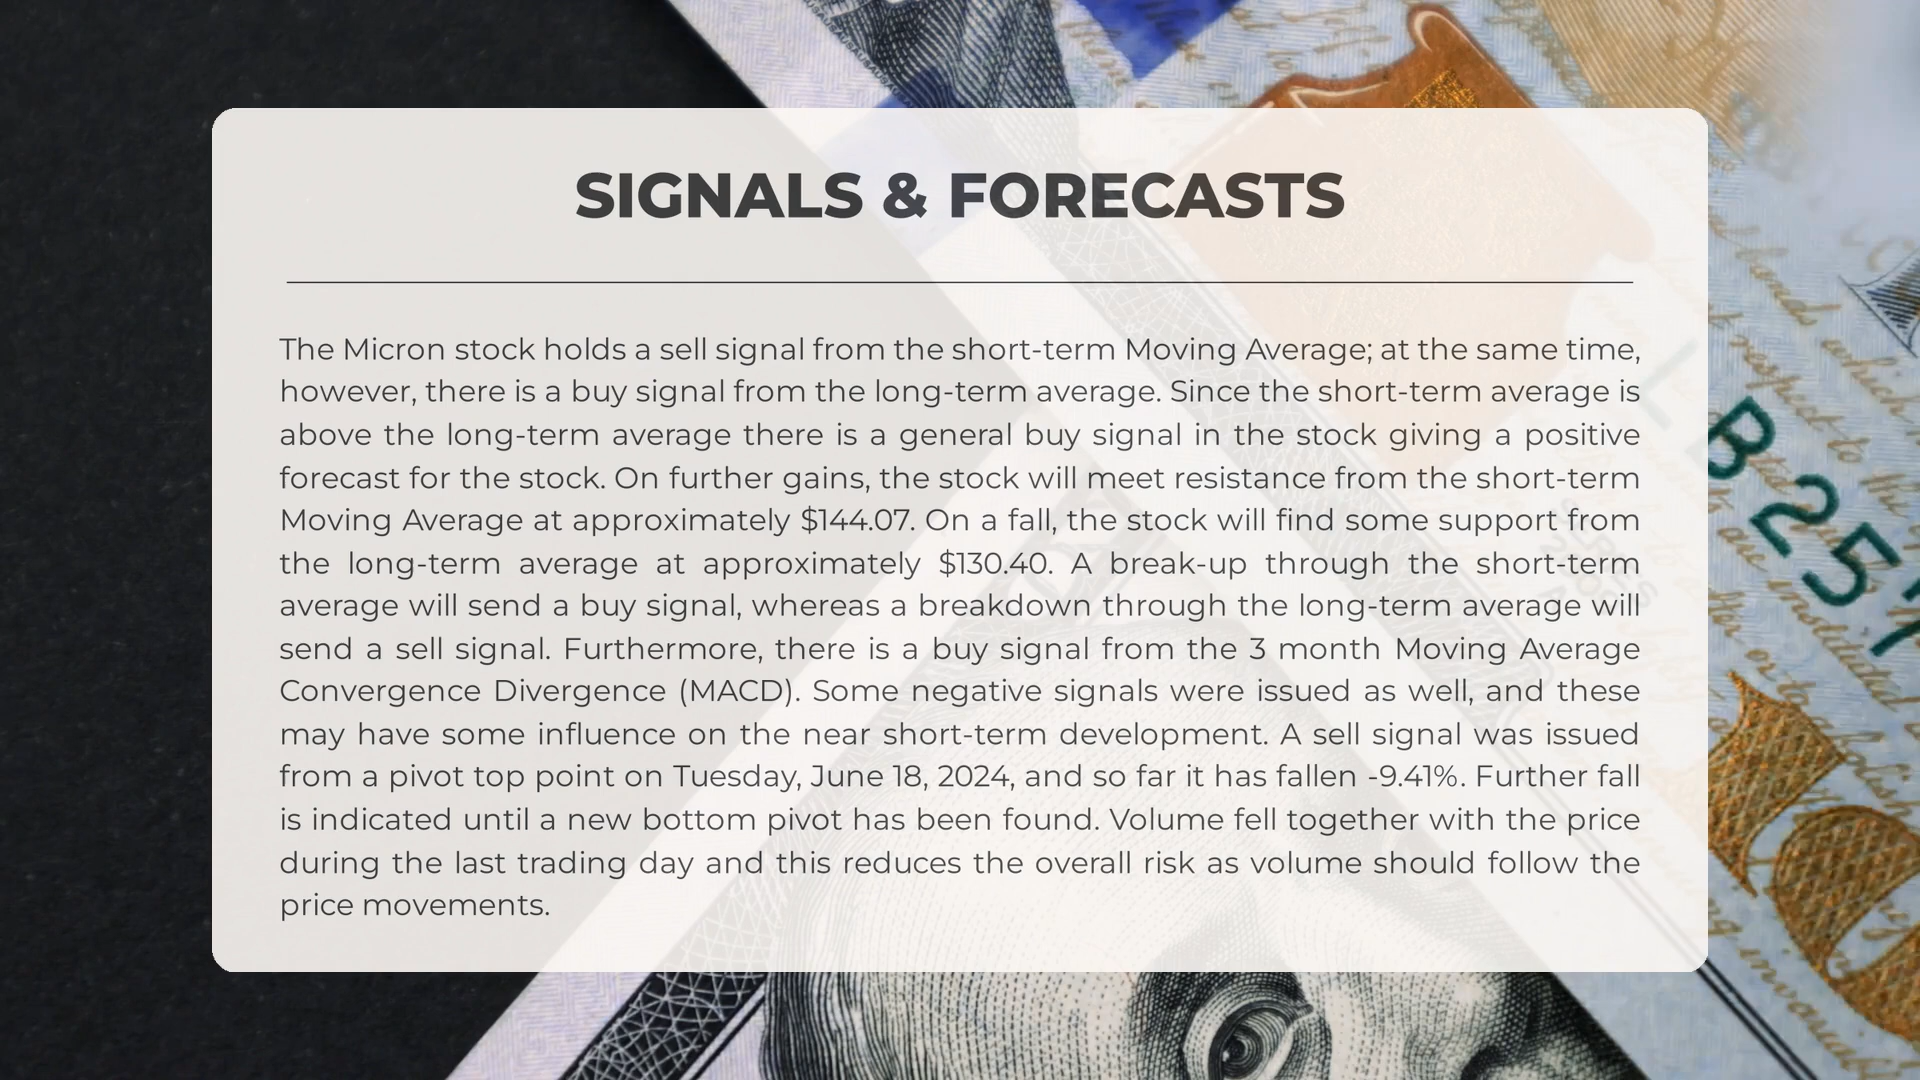 SIGNALS & FORECASTS
The Micron stock holds a sell signal from the short-term Moving Average; at the same time,
however, there is a buy signal from the long-term average. Since the short-term average is
above the long-term average there is a general buy signal in the stock giving a positive
forecast for the stock. On further gains, the stock will meet resistance from the short-term
Moving Average at approximately $144.07. On a fall, the stock will find some support from
the long-term average at approximately $130.40. A break-up through the short-term
average will send a buy signal, whereas a breakdown through the long-term average will
send a sell signal. Furthermore, there is a buy signal from the 3 month Moving Average
Convergence Divergence (MACD). Some negative signals were issued as well, and these
may have some influence on the near short-term development. A sell signal was issued
from a pivot top point on Tuesday, June 18, 2024, and so far it has fallen -9.41%. Further fall
is indicated until a new bottom pivot has been found. Volume fell together with the price
during the last trading day and this reduces the overall risk as volume should follow the
price movements.